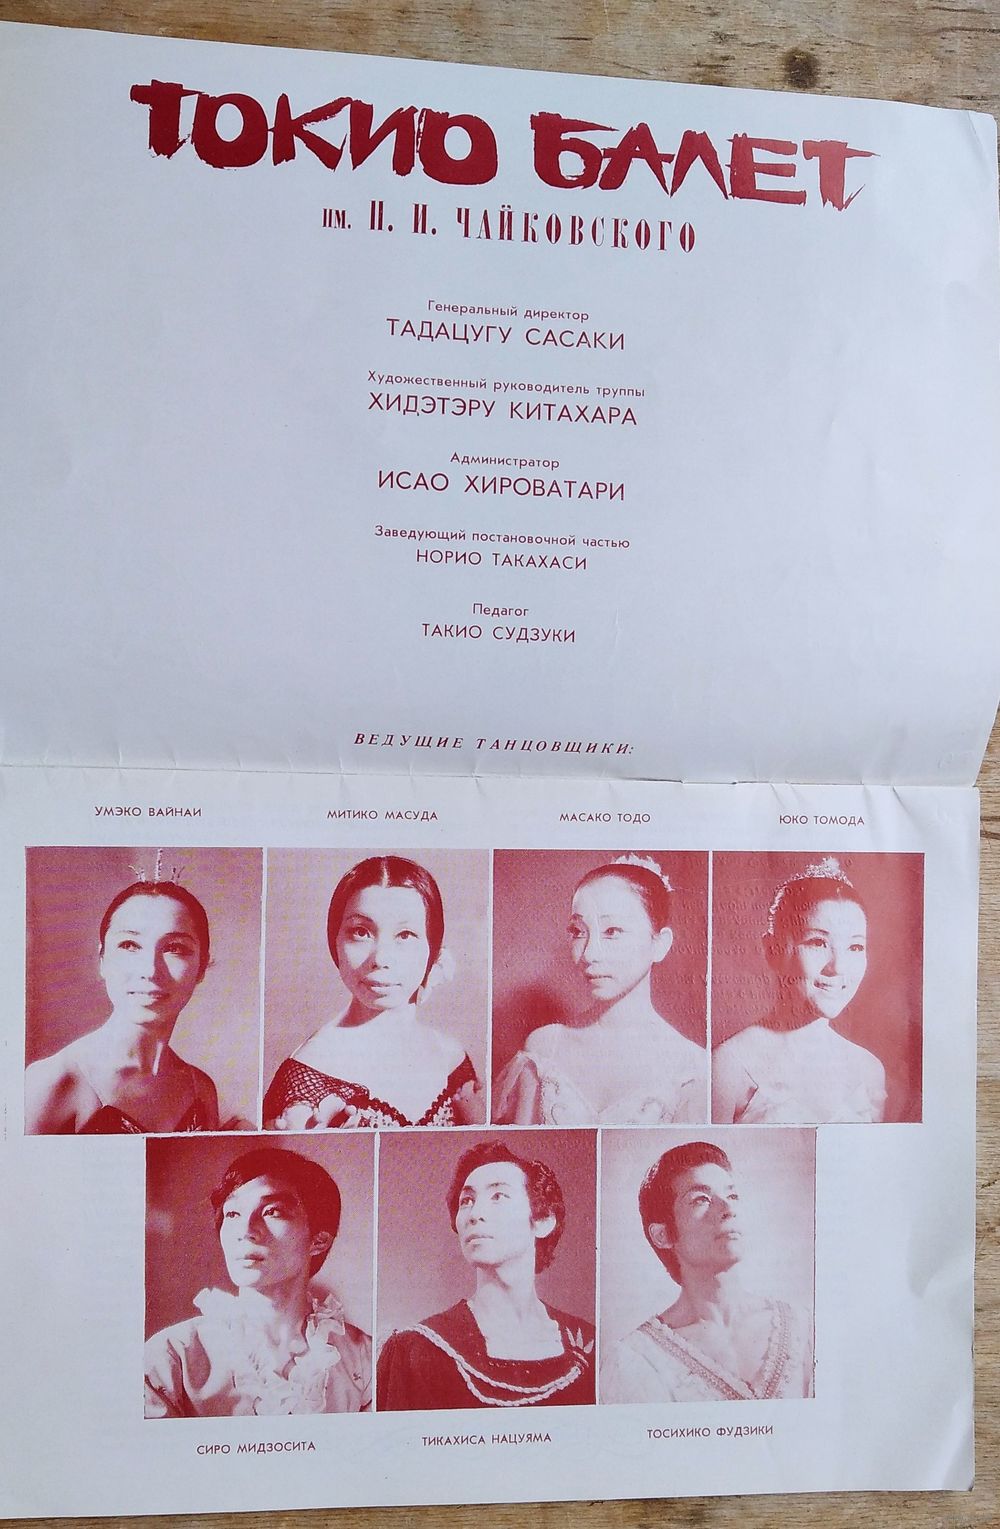 ТОКИО БАЛЕТ
ИМ. П. И. ЧАЙКОВСКОГО
Генеральный директор
ТАДАЦУГУ САСАКИ
Художественный руководитель труппы
ХИДЭТЭРУ КИТАХАРА
Администратор
ИСАО ХИРОВАТАРИ
Заведующий постановочной частью
НОРИО ТАКАХАСИ
Педагог
ТАКИО СУДЗУКИ
ВЕДУЩИЕ ТАНЦОВЩИКИ:
УМЭКО ВАЙНАИ
МИТИКО МАСУДА
МАСАКО ТОДО
ЮКО ТОМОДА
СИРО МИДЗОСИТА
ТИКАХИСА НАЦУЯМА
ТОСИХИКО ФУДЗИКИ